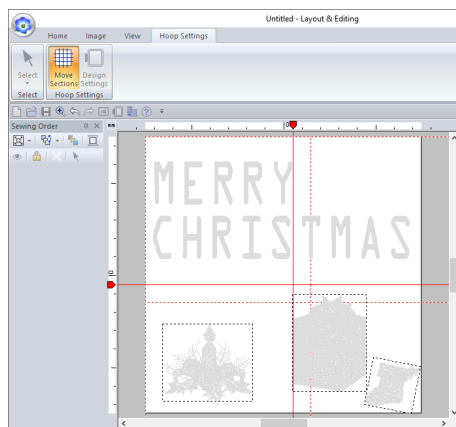 Untitled - Layout & Editing
Home Image View Hoop Settings
Select Move Sections Design Settings
Select Hoop Settings
Sewing Order
MERRY
CHRISTMAS